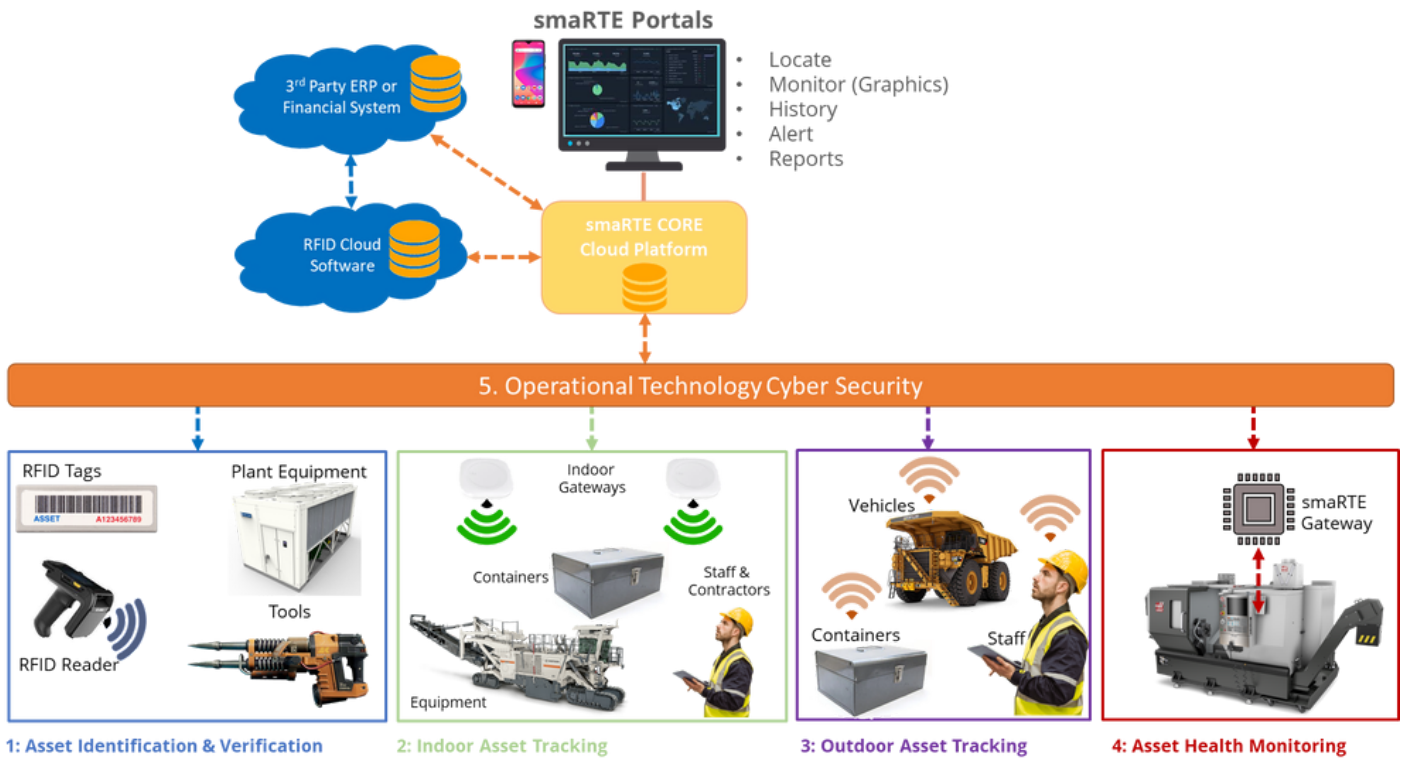 smaRTE Portals
3rd Party ERP or
Financial System
• Locate
• Monitor (Graphics)
• History
• Alert
• Reports
RFID Cloud
Software
smaRTE CORE
Cloud Platform
5. Operational Technology Cyber Security
RFID Tags
ASSET A123456789
Plant Equipment
RFID Reader
Tools
Indoor
Gateways
Containers
Staff &
Contractors
Equipment
Vehicles
Containers
Staff
smaRTE
Gateway
1: Asset Identification & Verification
2: Indoor Asset Tracking
3: Outdoor Asset Tracking
4: Asset Health Monitoring